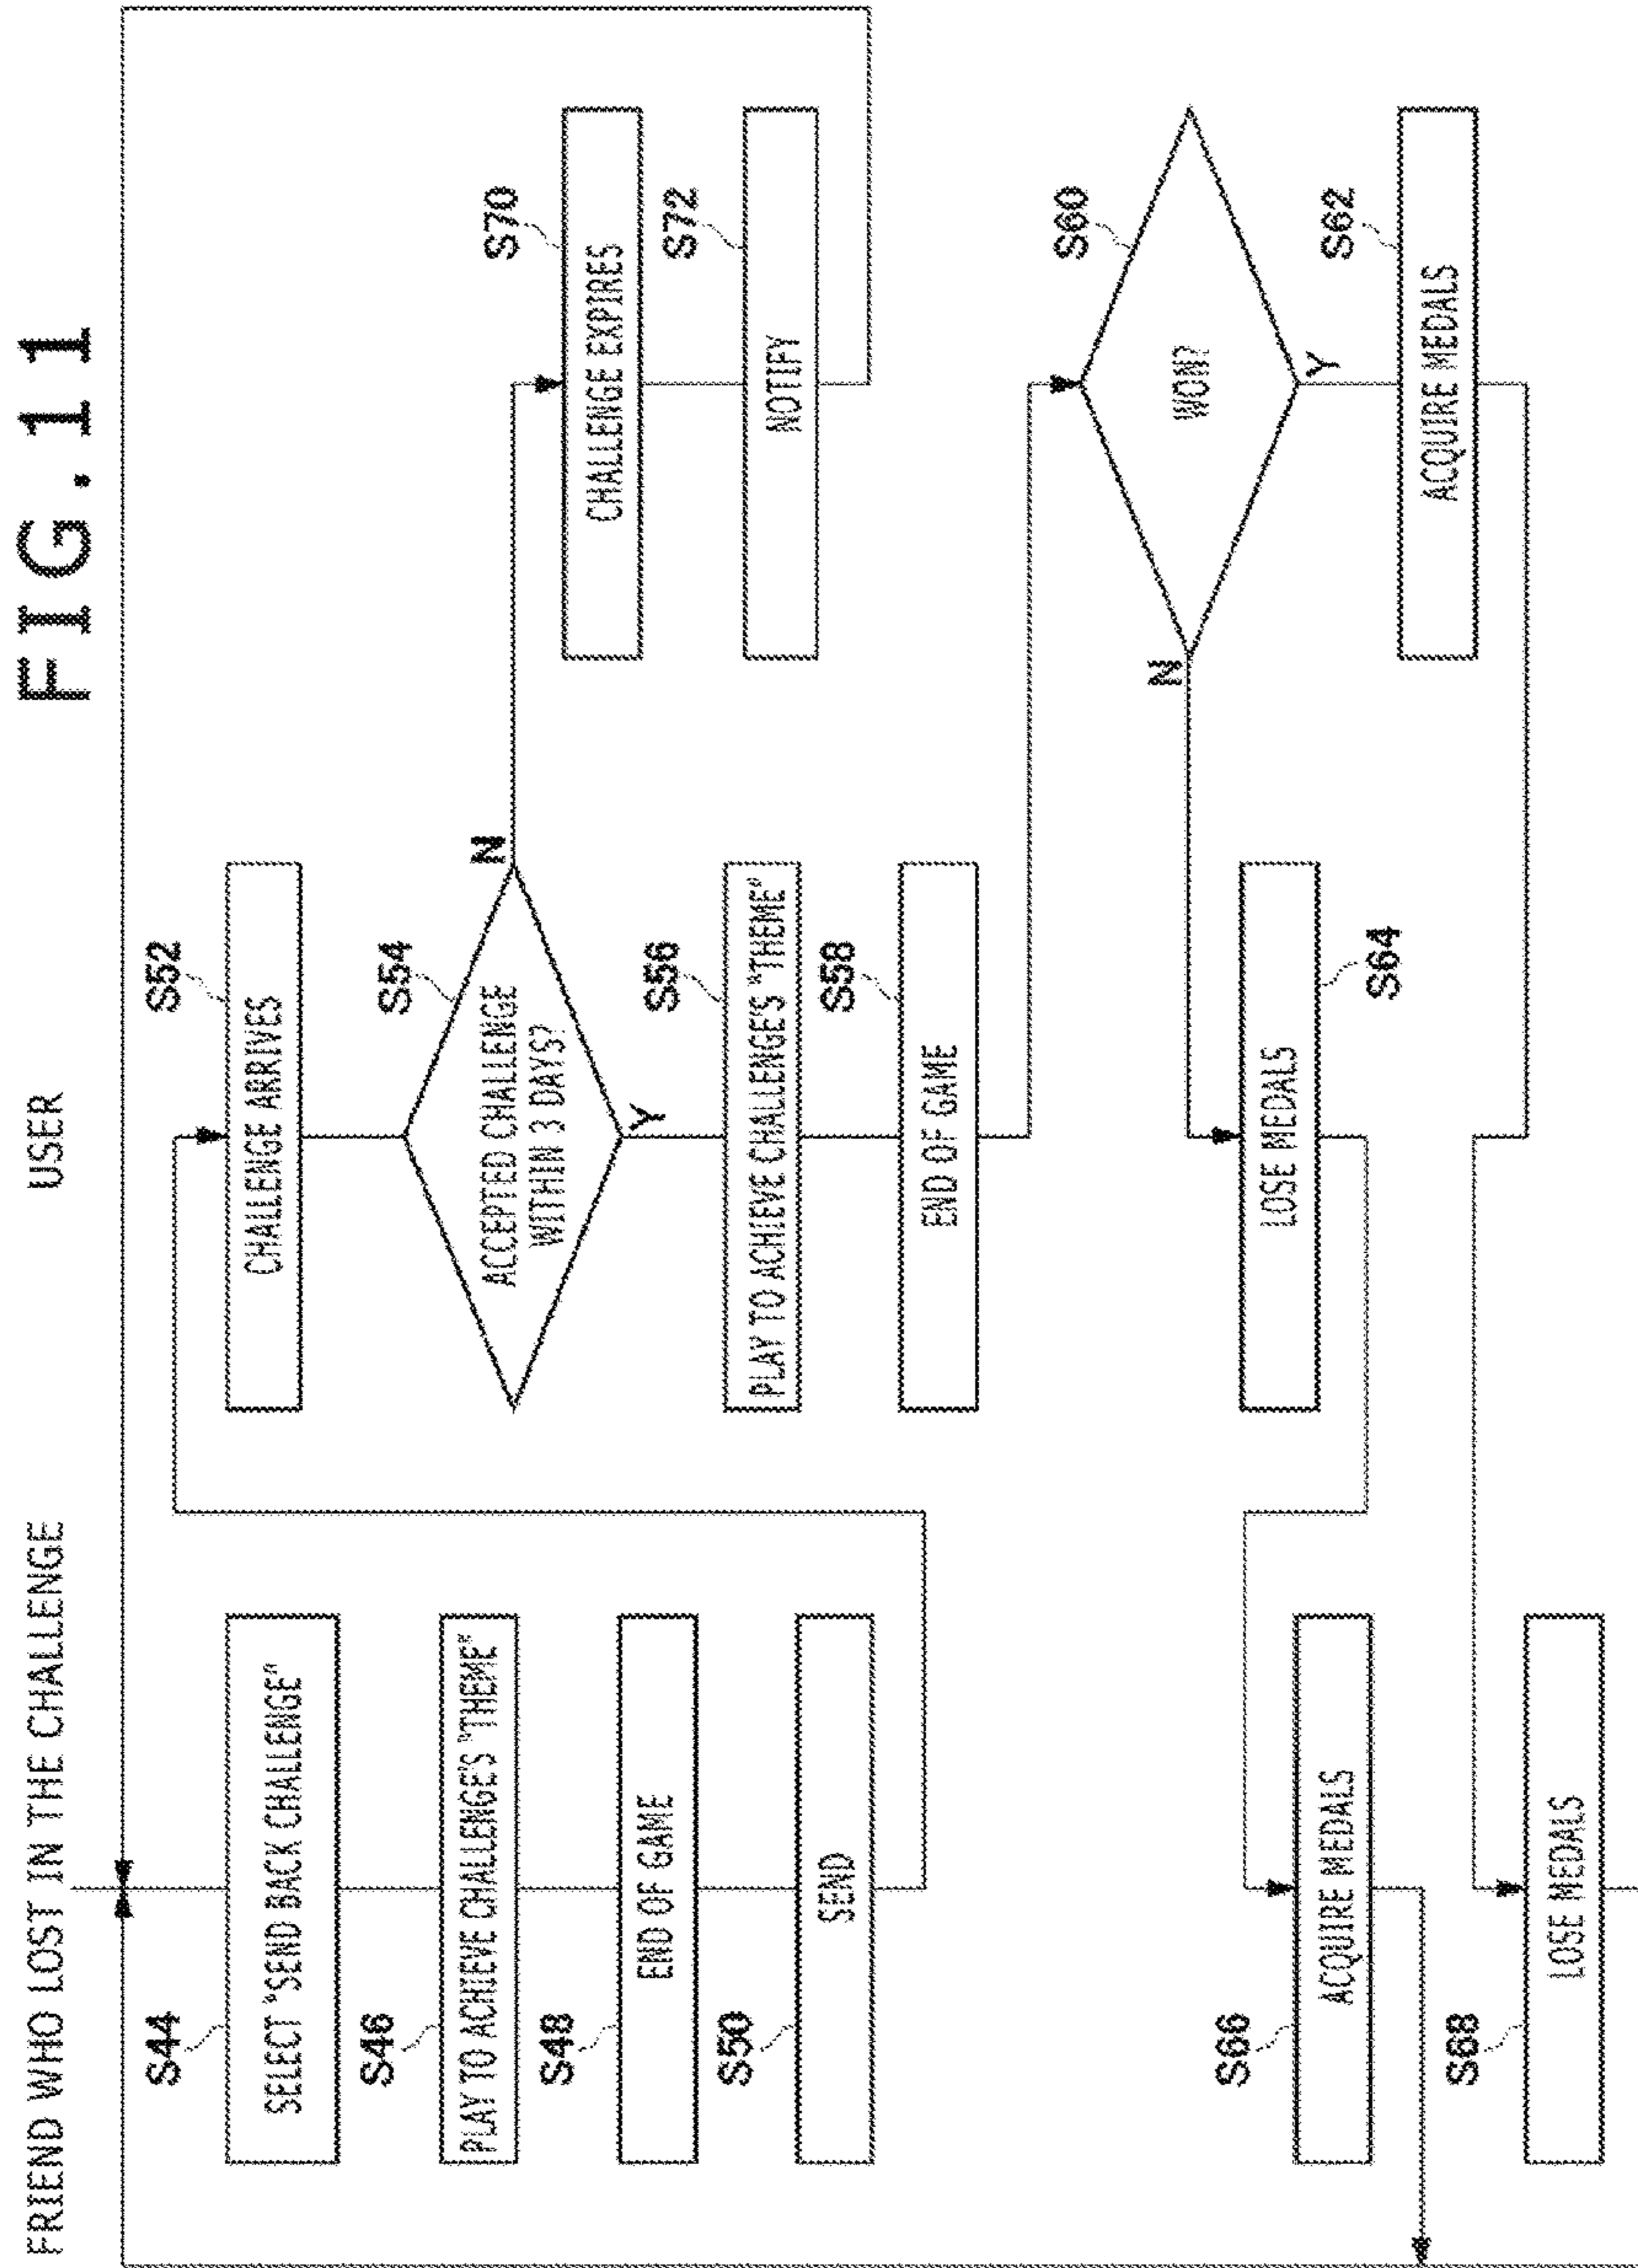 FIG.11
FRIEND WHO LOST IN THE CHALLENGE
USER
S44
SELECT "SEND BACK CHALLENGE"
S46
PLAY TO ACHIEVE CHALLENGE'S "THEME"
S48
END OF GAME
S50
SEND
S52
CHALLENGE ARRIVES
S54
ACCEPTED CHALLENGE
WITHIN 3 DAYS?
N
Y
S70
CHALLENGE EXPIRES
S72
NOTIFY
S56
PLAY TO ACHIEVE CHALLENGE'S "THEME"
S58
END OF GAME
S60
WON?
N
Y
S62
ACQUIRE MEDALS
LOSE MEDALS
S64
S66
ACQUIRE MEDALS
S68
LOSE MEDALS